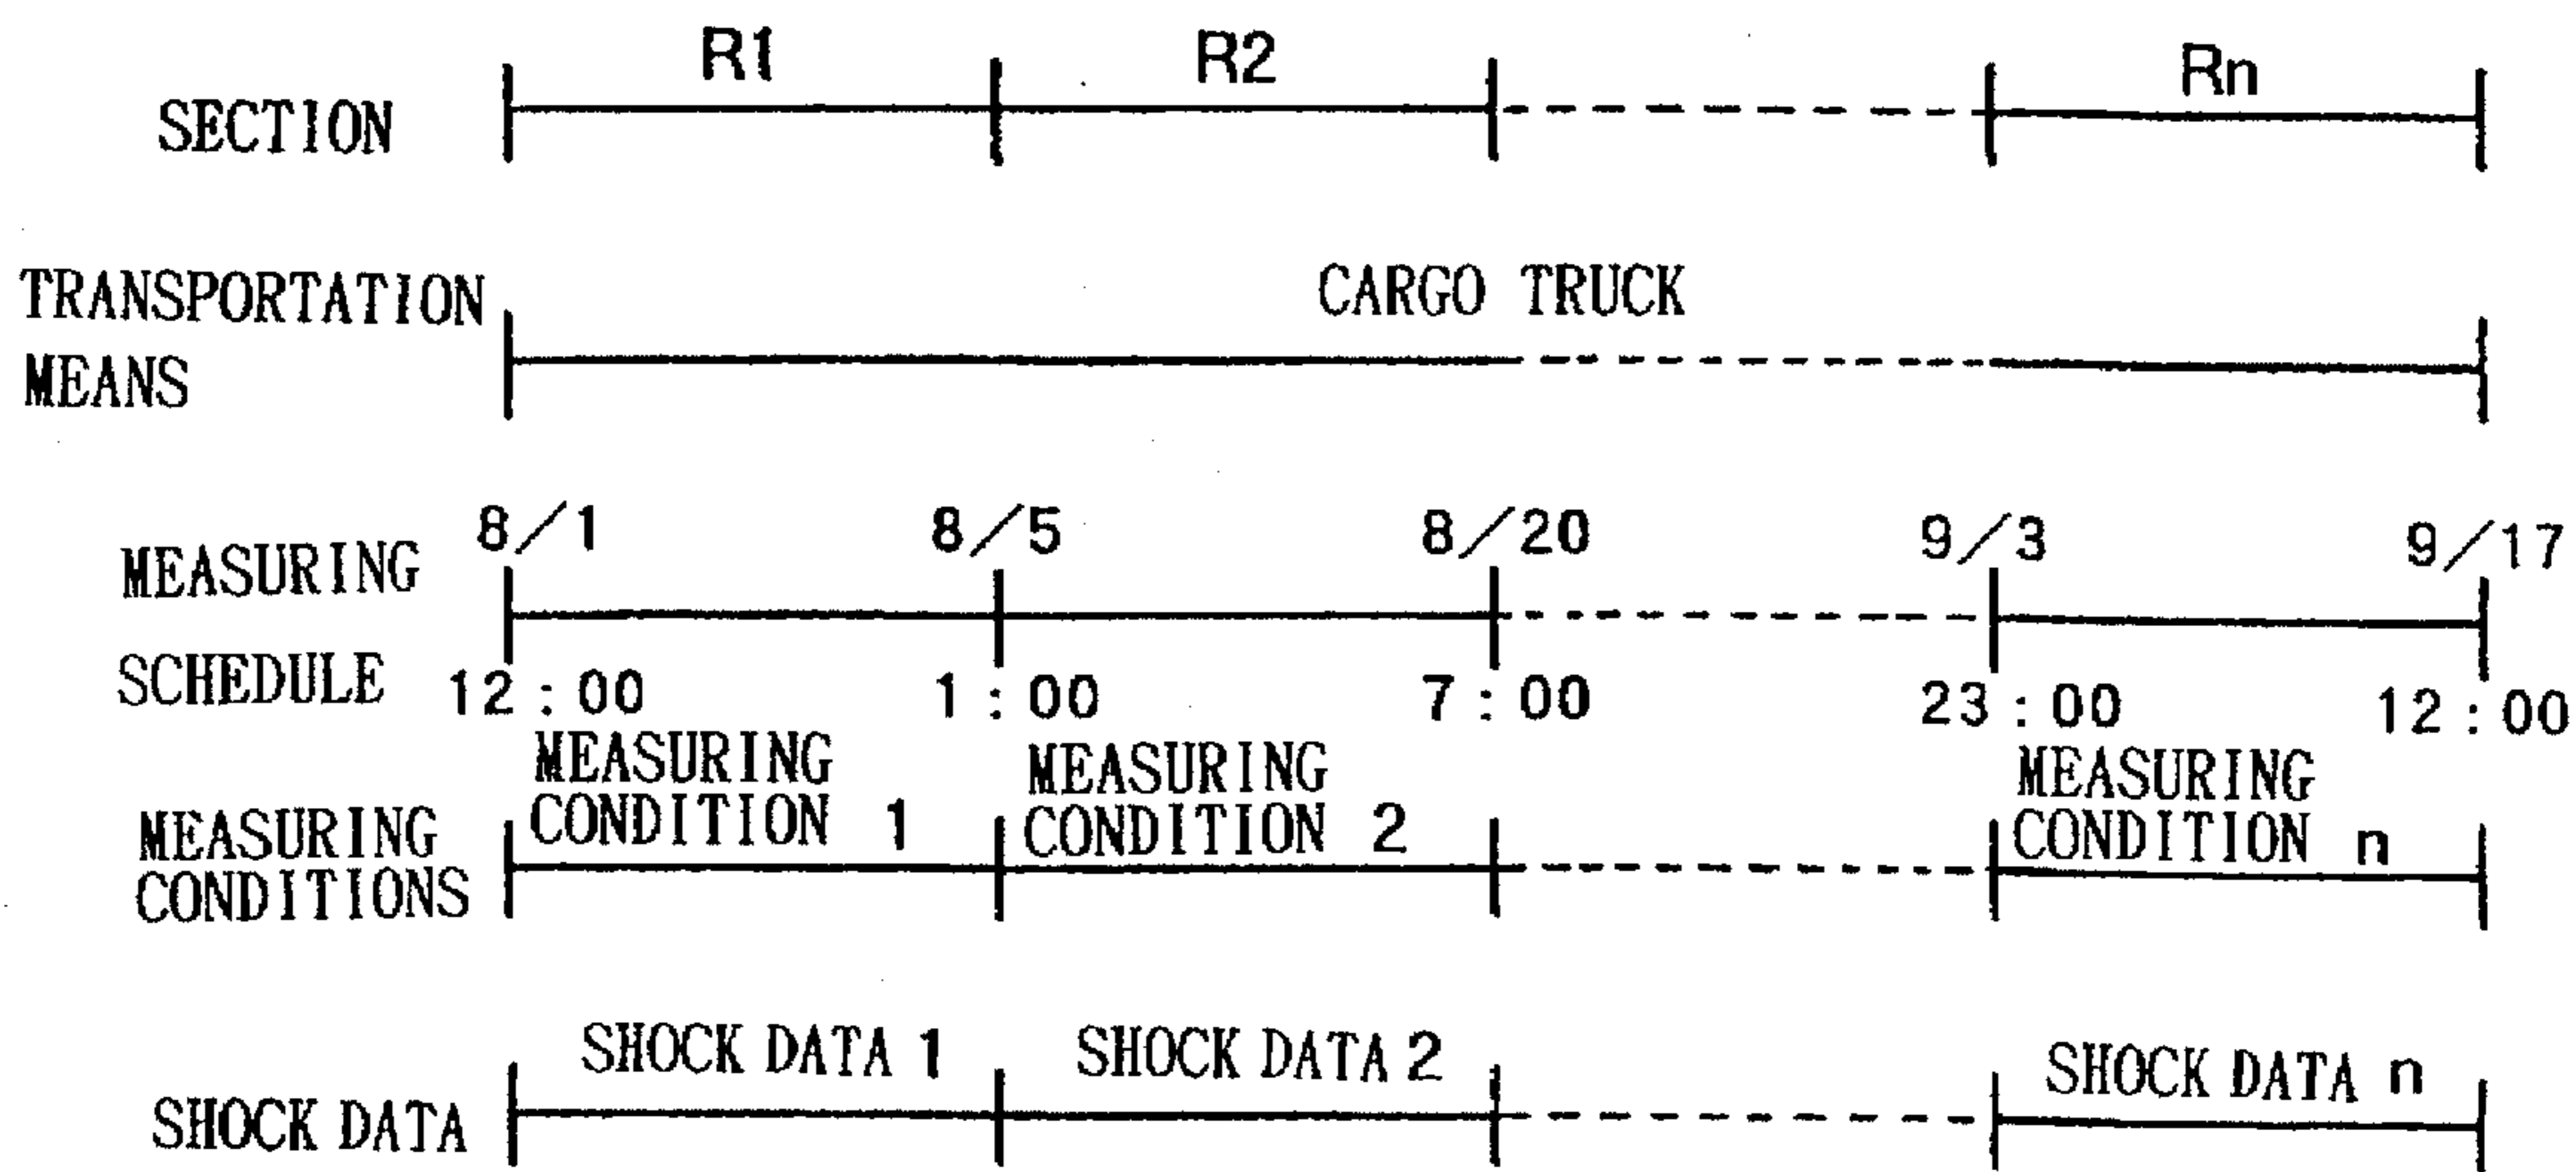 R1 R2 Rn
SECTION
TRANSPORTATION
MEANS
CARGO TRUCK
8/1 8/5 8/20 9/3 9/17
MEASURING
SCHEDULE
12:00 1:00 7:00 23:00 12:00
MEASURING
CONDITIONS
MEASURING
CONDITION 1
MEASURING
CONDITION 2
MEASURING
CONDITION n
SHOCK DATA 1 SHOCK DATA 2 SHOCK DATA n
SHOCK DATA